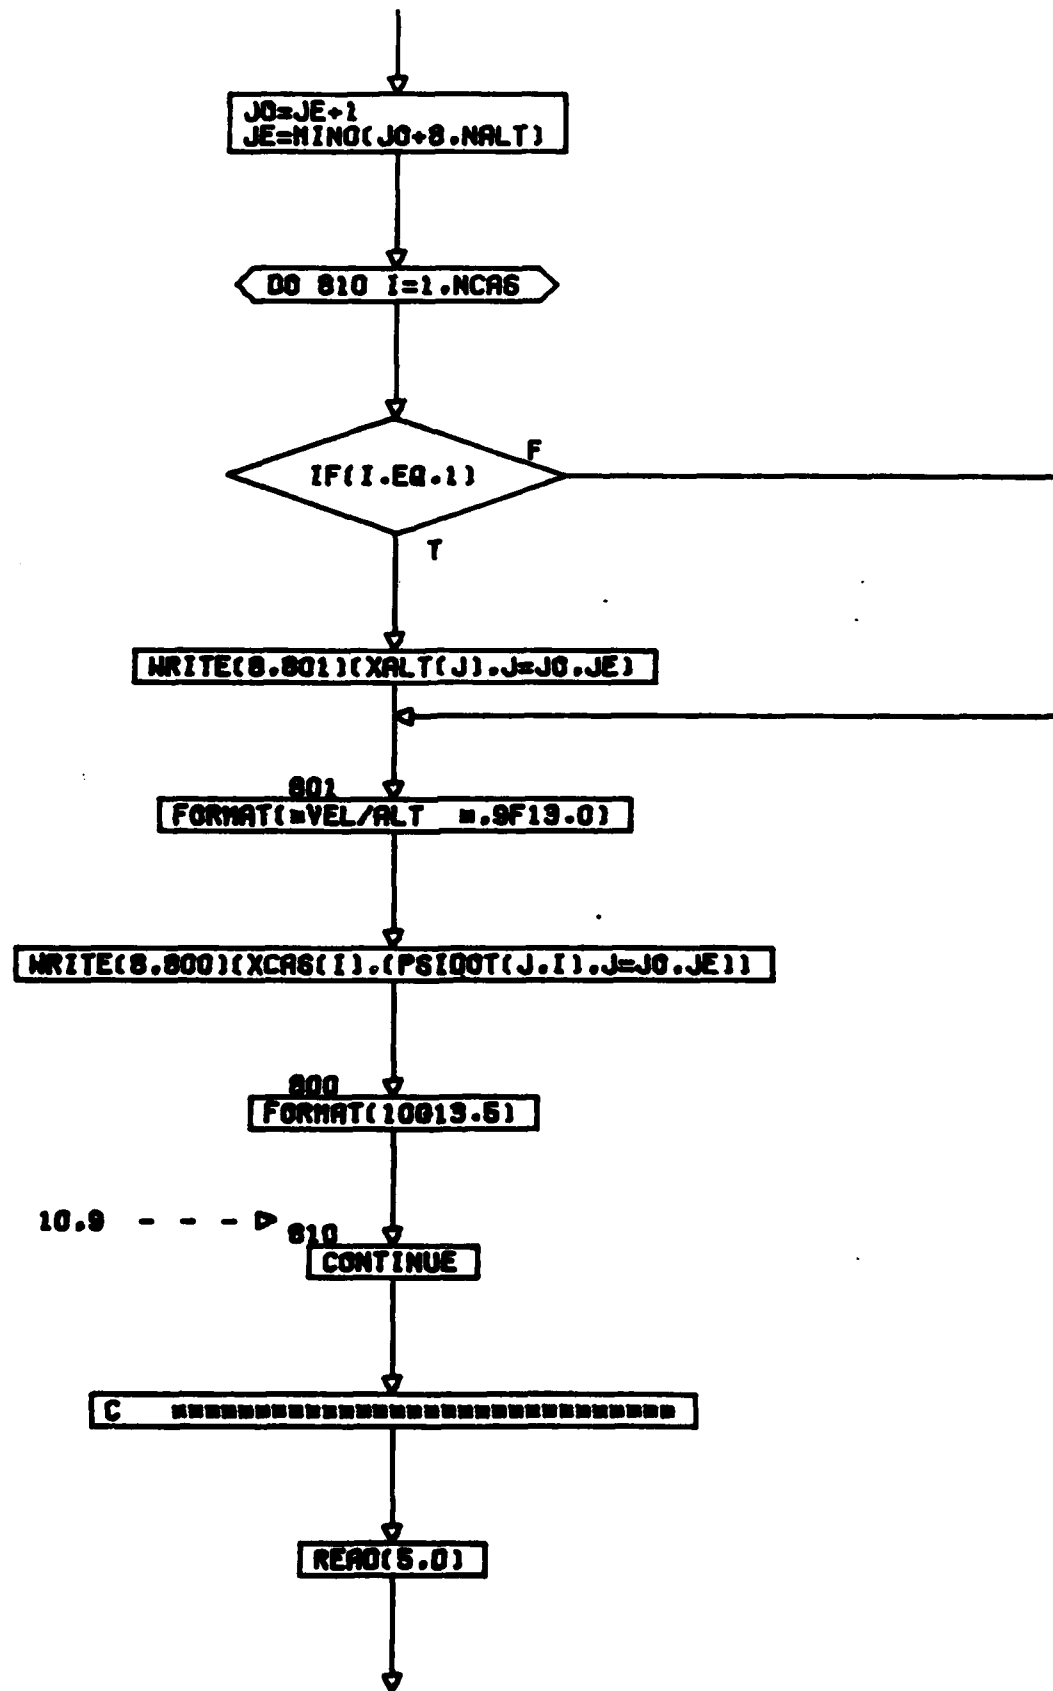 JO=JE+1
JE=MINO(JO+8,NALT)
DO 810 I=1,NCAS
IF(I.EQ.1)
F
T
WRITE(8,801)(XALT(J),J=JO,JE)
801
FORMAT(*VEL/ALT *,9F13.0)
WRITE(8,800)(XCAS(I),(PSIDOT(J,I),J=JO,JE))
800
FORMAT(10G13.5)
10.9
810
CONTINUE
C *******************************
READ(5,0)